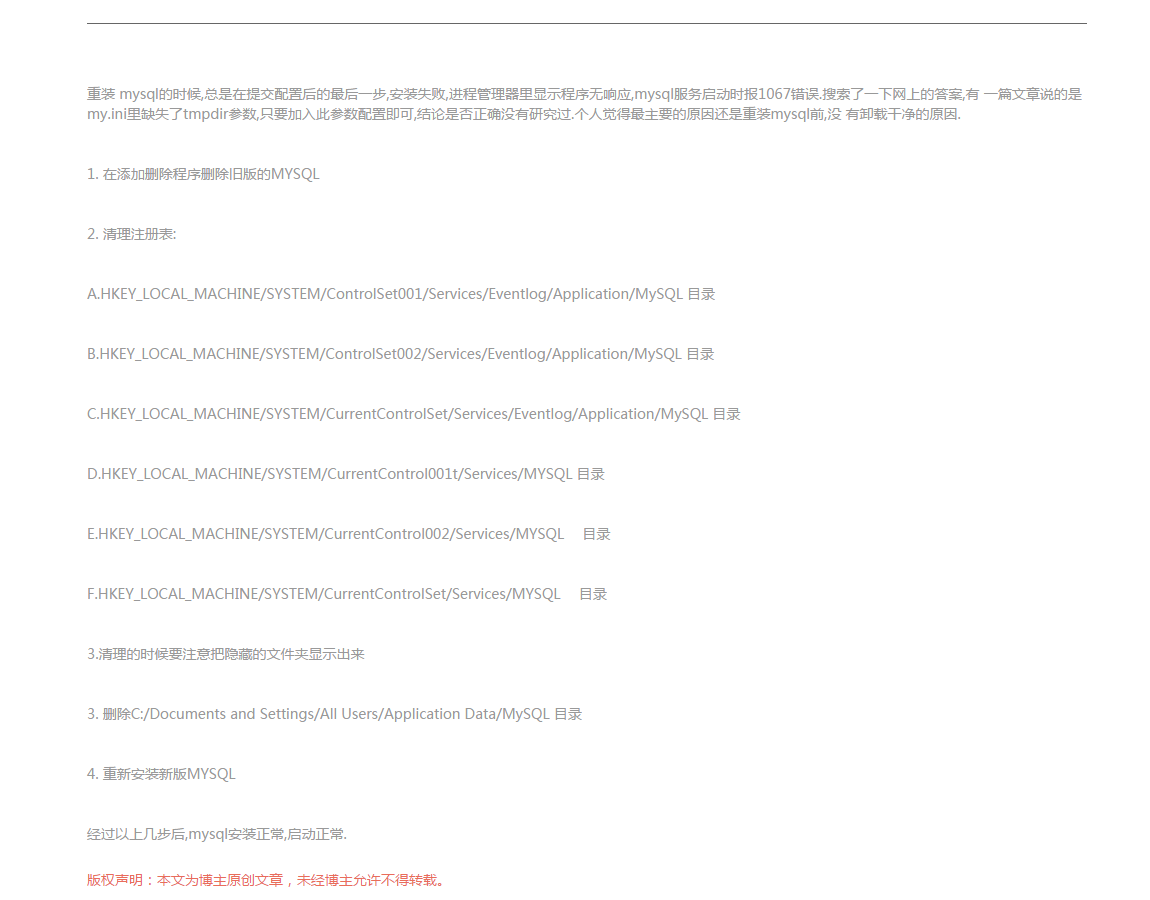 重装 mysql的时候,总是在提交配置后的最后一步,安装失败,进程管理器里显示程序无响应,mysql服务启动时报1067错误.搜索了一下网上的答案,有 一篇文章说的是
my.ini里缺失了tmpdir参数,只要加入此参数配置即可,结论是否正确没有研究过.个人觉得最主要的原因还是重装mysql前,没 有卸载干净的原因.
1. 在添加删除程序删除旧版的MYSQL
2. 清理注册表:
A.HKEY_LOCAL_MACHINE/SYSTEM/ControlSet001/Services/Eventlog/Application/MySQL 目录
B.HKEY_LOCAL_MACHINE/SYSTEM/ControlSet002/Services/Eventlog/Application/MySQL 目录
C.HKEY_LOCAL_MACHINE/SYSTEM/CurrentControlSet/Services/Eventlog/Application/MySQL 目录
D.HKEY_LOCAL_MACHINE/SYSTEM/CurrentControl001t/Services/MYSQL 目录
E.HKEY_LOCAL_MACHINE/SYSTEM/CurrentControl002/Services/MYSQL 目录
F.HKEY_LOCAL_MACHINE/SYSTEM/CurrentControlSet/Services/MYSQL 目录
3.清理的时候要注意把隐藏的文件夹显示出来
3. 删除C:/Documents and Settings/All Users/Application Data/MySQL 目录
4. 重新安装新版MYSQL
经过以上几步后,mysql安装正常,启动正常.
版权声明：本文为博主原创文章，未经博主允许不得转载。